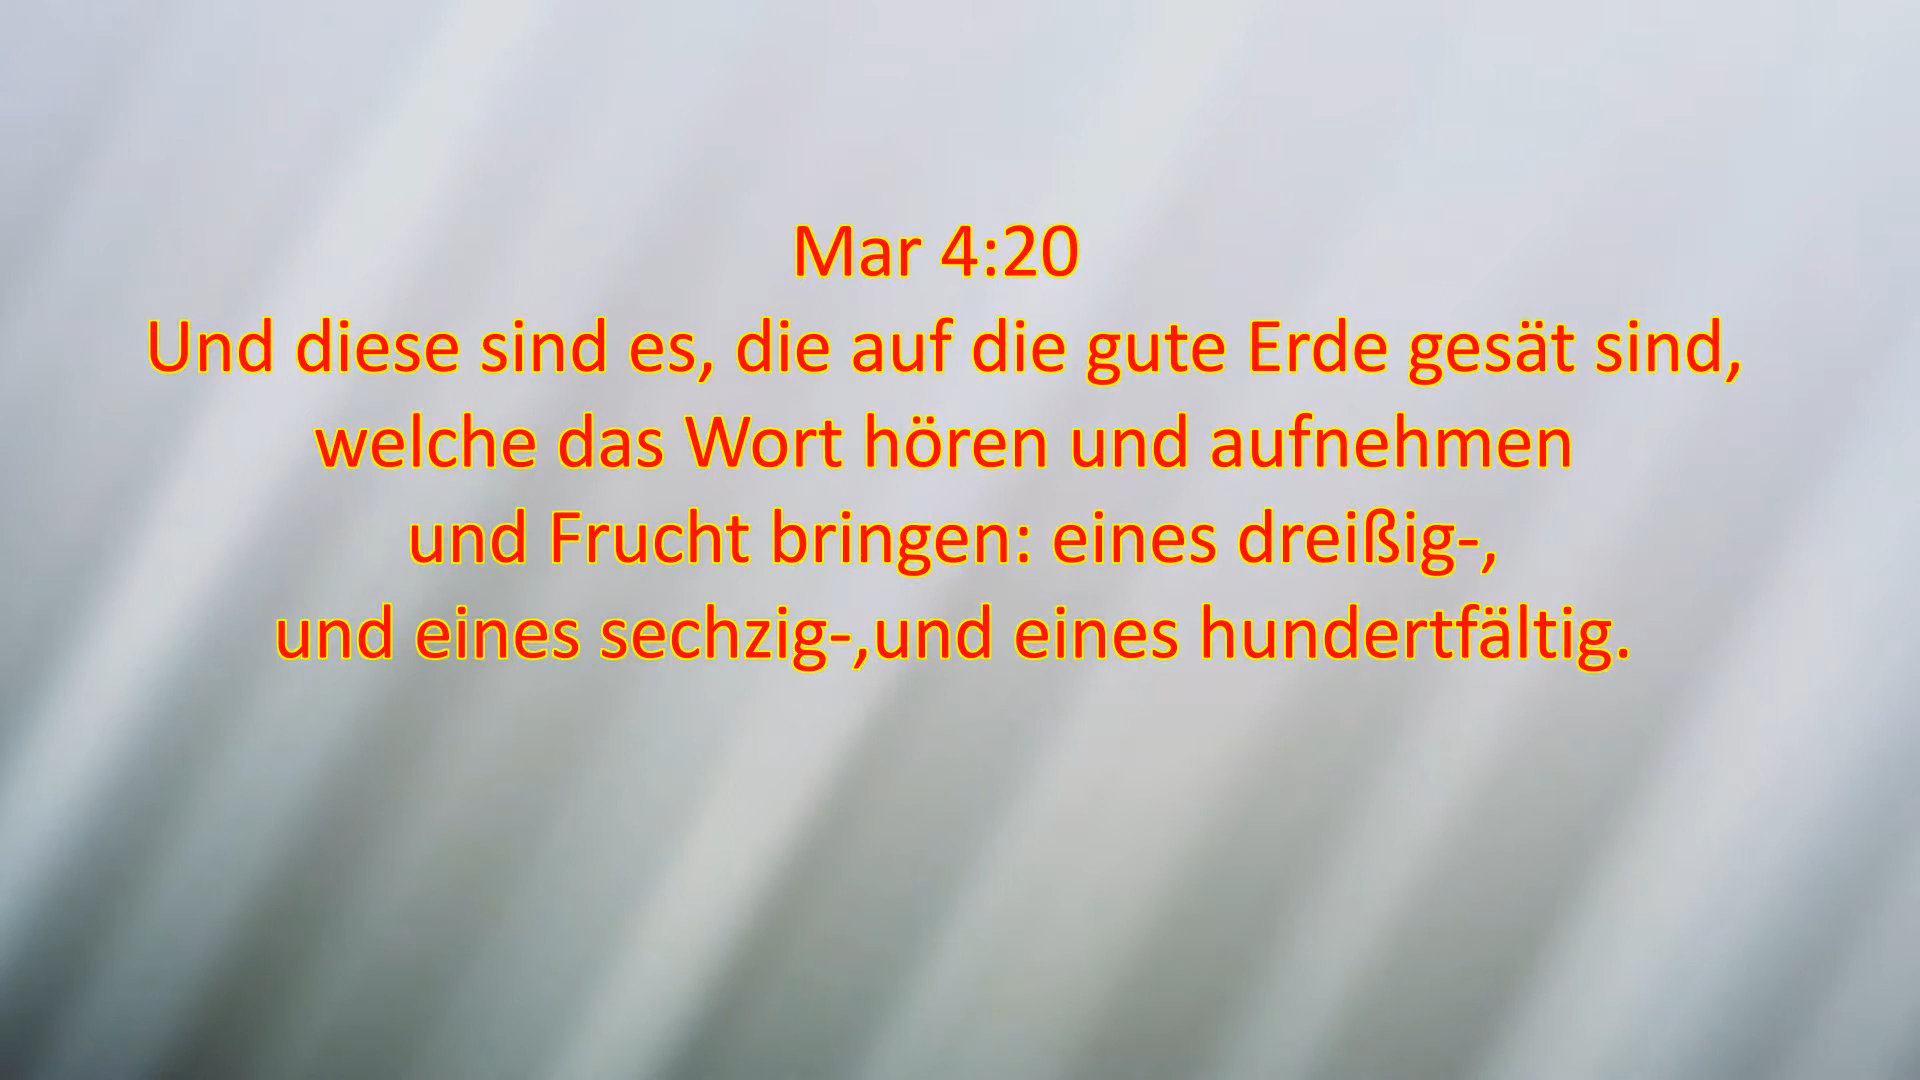 Mar 4:20
Und diese sind es, die auf die gute Erde gesät sind,
welche das Wort hören und aufnehmen
und Frucht bringen: eines dreißig-,
und eines sechzig-,und eines hundertfältig.